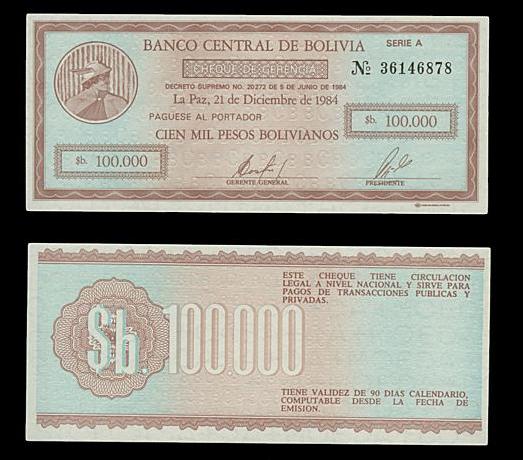 BANCO CENTRAL DE BOLIVIA
SERIE A
CHEQUE DE GERENCIA
Nº 36146878
DECRETO SUPREMO NO. 20272 DE 5 DE JUNIO DE 1984
La Paz, 21 de Diciembre de 1984
PAGUESE AL PORTADOR
$b. 100.000
CIEN MIL PESOS BOLIVIANOS
$b. 100.000
GERENTE GENERAL
PRESIDENTE
ESTE CHEQUE TIENE CIRCULACION
LEGAL A NIVEL NACIONAL Y SIRVE PARA
PAGOS DE TRANSACCIONES PUBLICAS Y
PRIVADAS.
$b. 100.000
TIENE VALIDEZ DE 90 DIAS CALENDARIO,
COMPUTABLE DESDE LA FECHA DE
EMISION.